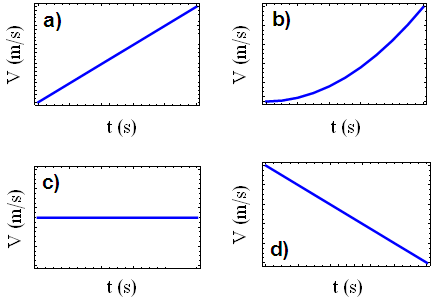 a)
V (m/s)
t (s)
b)
V (m/s)
t (s)
c)
V (m/s)
t (s)
d)
V (m/s)
t (s)